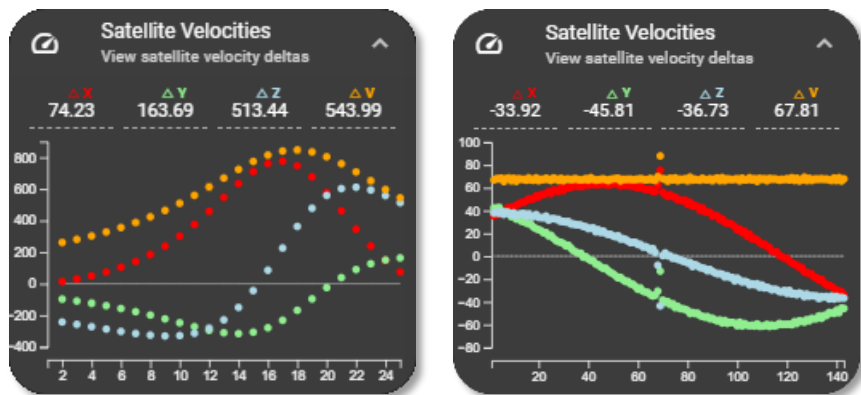 Satellite Velocities
View satellite velocity deltas
△ X △ Y △ Z △ V
74.23 163.69 513.44 543.99
800
600
400
200
0
-200
-400
2 4 6 8 10 12 14 16 18 20 22 24
Satellite Velocities
View satellite velocity deltas
△ X △ Y △ Z △ V
-33.92 -45.81 -36.73 67.81
100
80
60
40
20
0
-20
-40
-60
-80
20 40 60 80 100 120 140